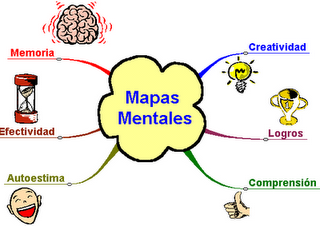 Memoria
Creatividad
Mapas
Mentales
Efectividad
Logros
Autoestima
Comprensión